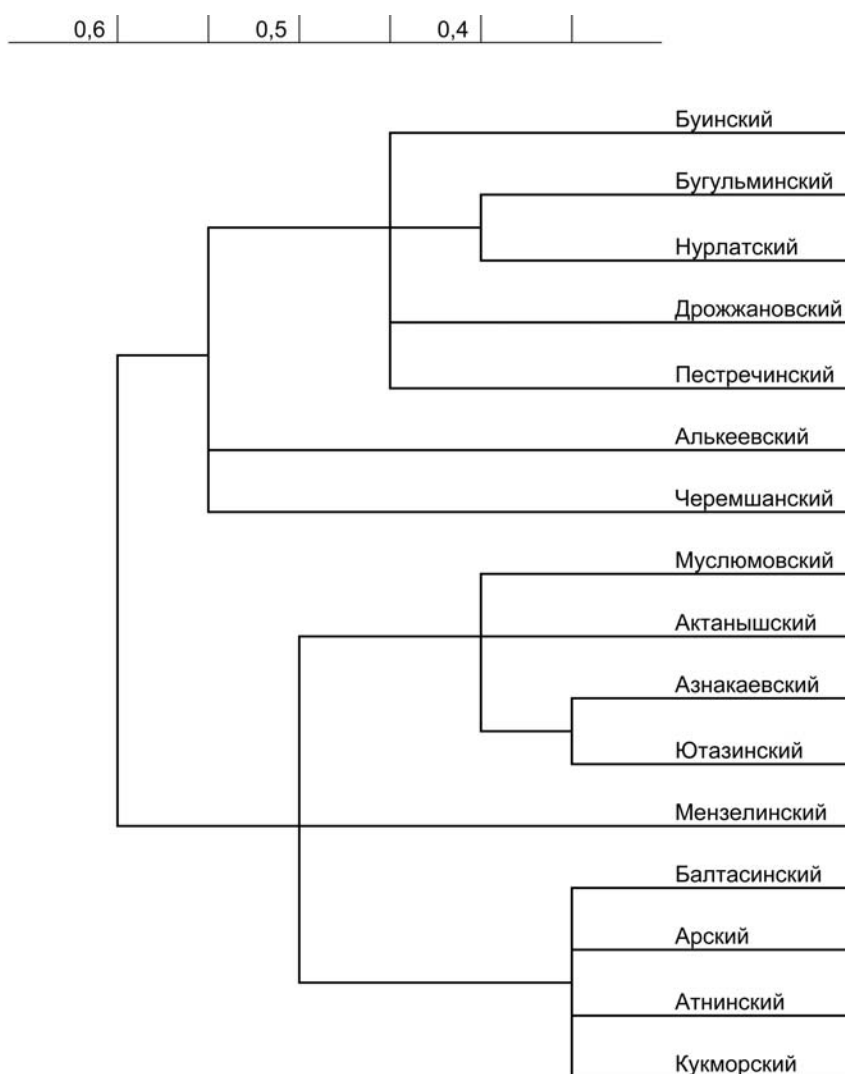 0,6 0,5 0,4
Буинский
Бугульминский
Нурлатский
Дрожжановский
Пестречинский
Алькеевский
Черемшанский
Муслюмовский
Актанышский
Азнакаевский
Ютазинский
Мензелинский
Балтасинский
Арский
Атнинский
Кукморский